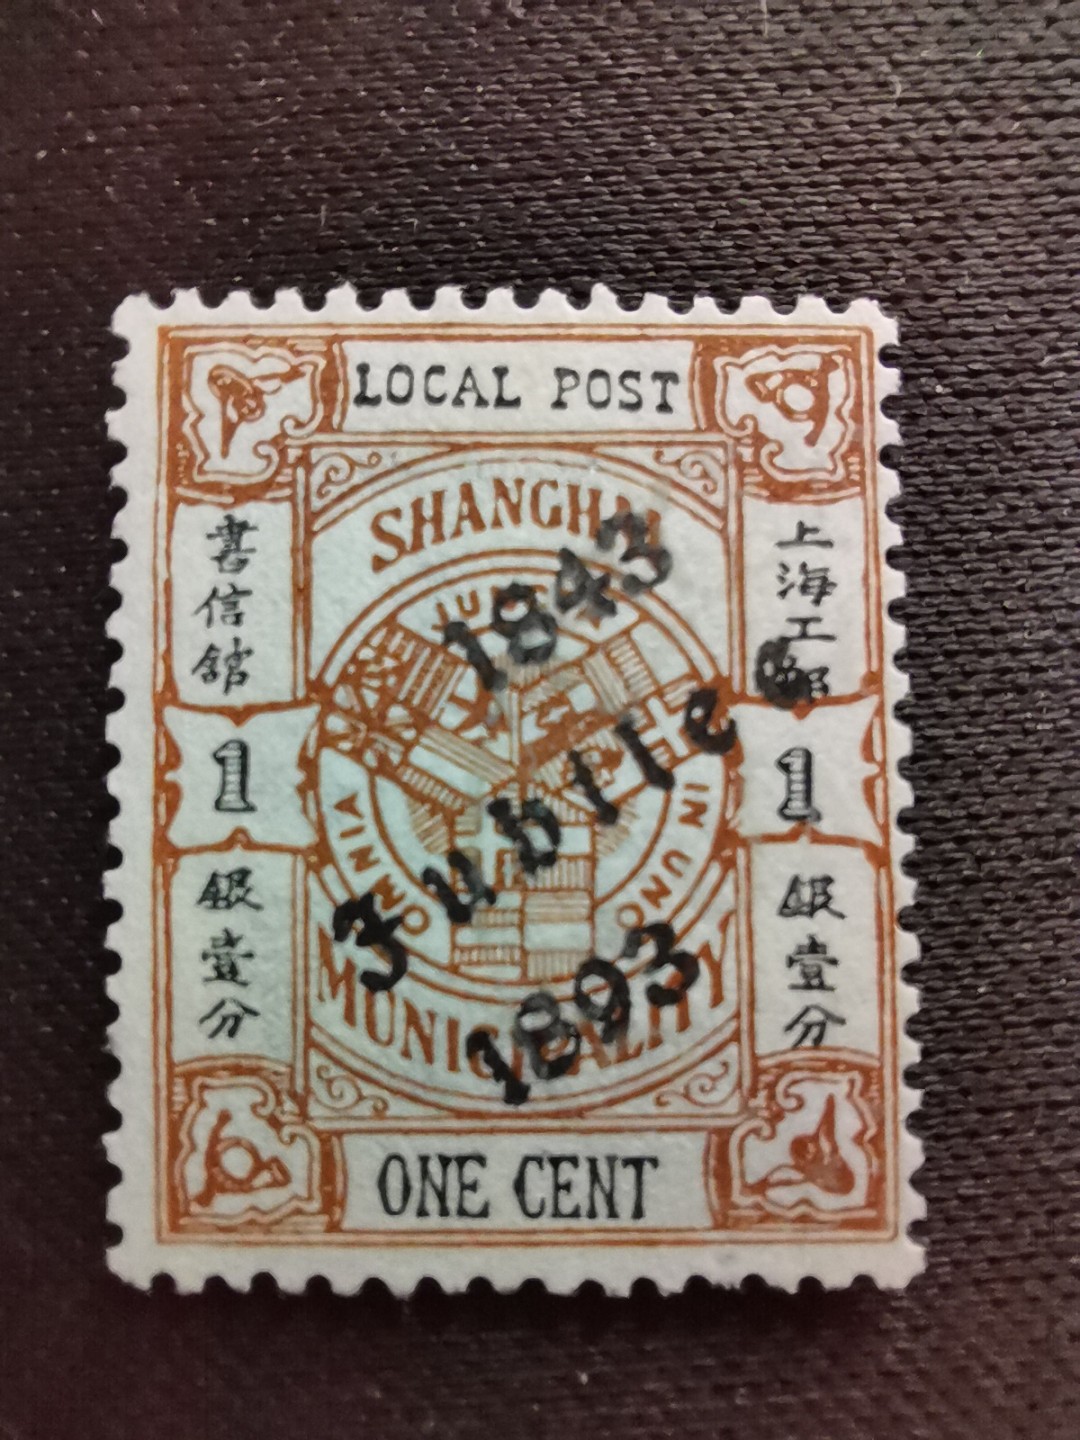 LOCAL POST
SHANGHAI
1843
JUNCTA
Jubilee
IN UNO
OMNIA
1893
MUNICIPALITY
上海工部
書信館
1
1
銀壹分
銀壹分
ONE CENT